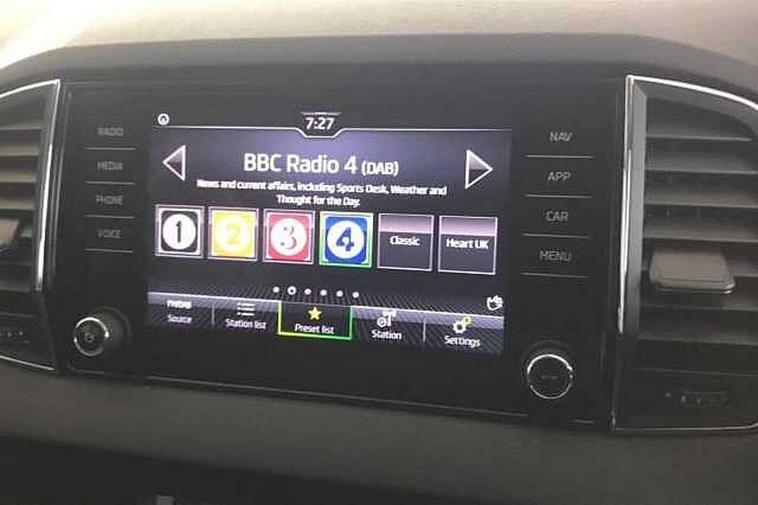 7:27
RADIO
MEDIA
PHONE
VOICE
BBC Radio 4 (DAB)
News and current affairs, including Sports Desk, Weather and
Thought for the Day.
1
2
3
4
Classic
Heart UK
Source
Station list
Preset list
Station
Settings
NAV
APP
CAR
MENU